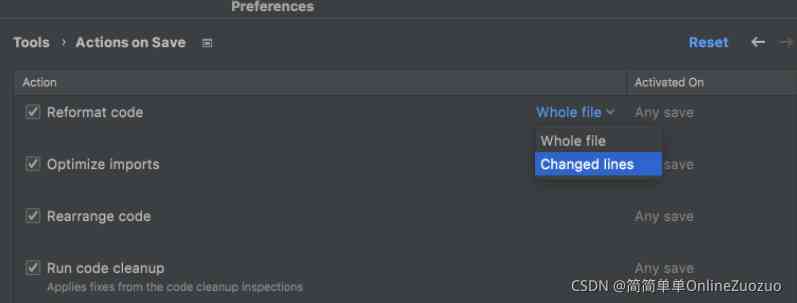 Preferences
Tools › Actions on Save
Reset
Action
Activated On
Reformat code
Whole file
Any save
Whole file
Changed lines
Optimize imports
save
Rearrange code
Any save
Run code cleanup
Any save
Applies fixes from the code cleanup inspections
CSDN @简简单单OnlineZuozuo